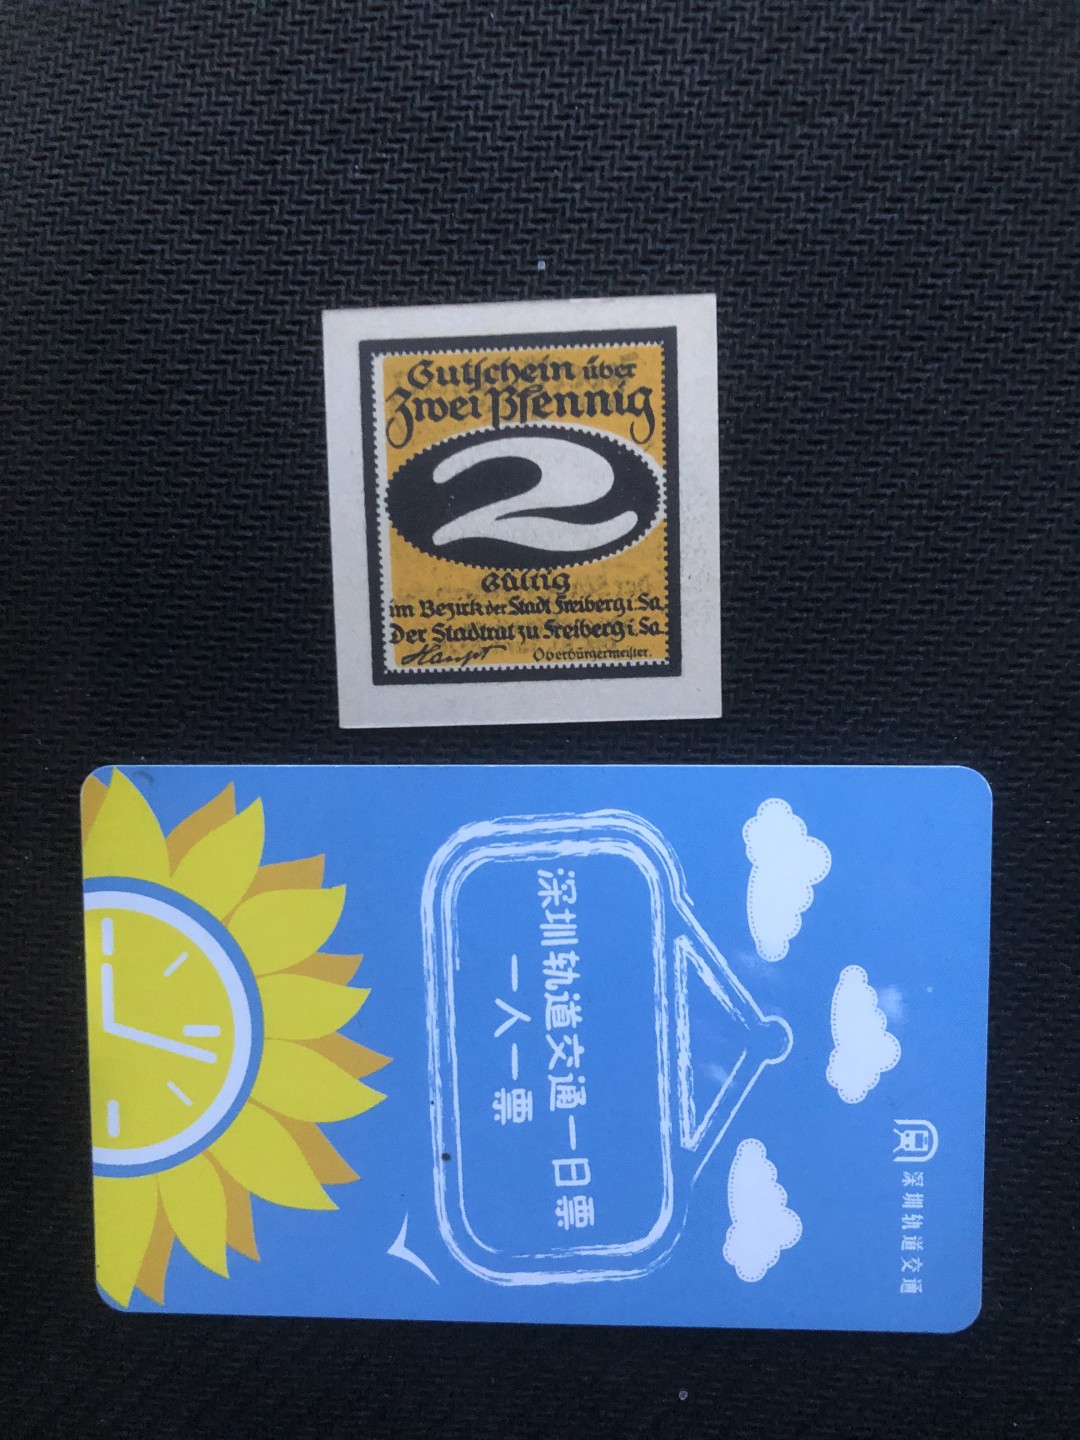 Gutschein über
Zwei Pfennig
2
Gültig
im Bezirk der Stadt Freiberg i. Sa.
Der Stadtrat zu Freiberg i. Sa.
Haupt Oberbürgermeister.
深圳轨道交通
深圳轨道交通一日票
一人一票